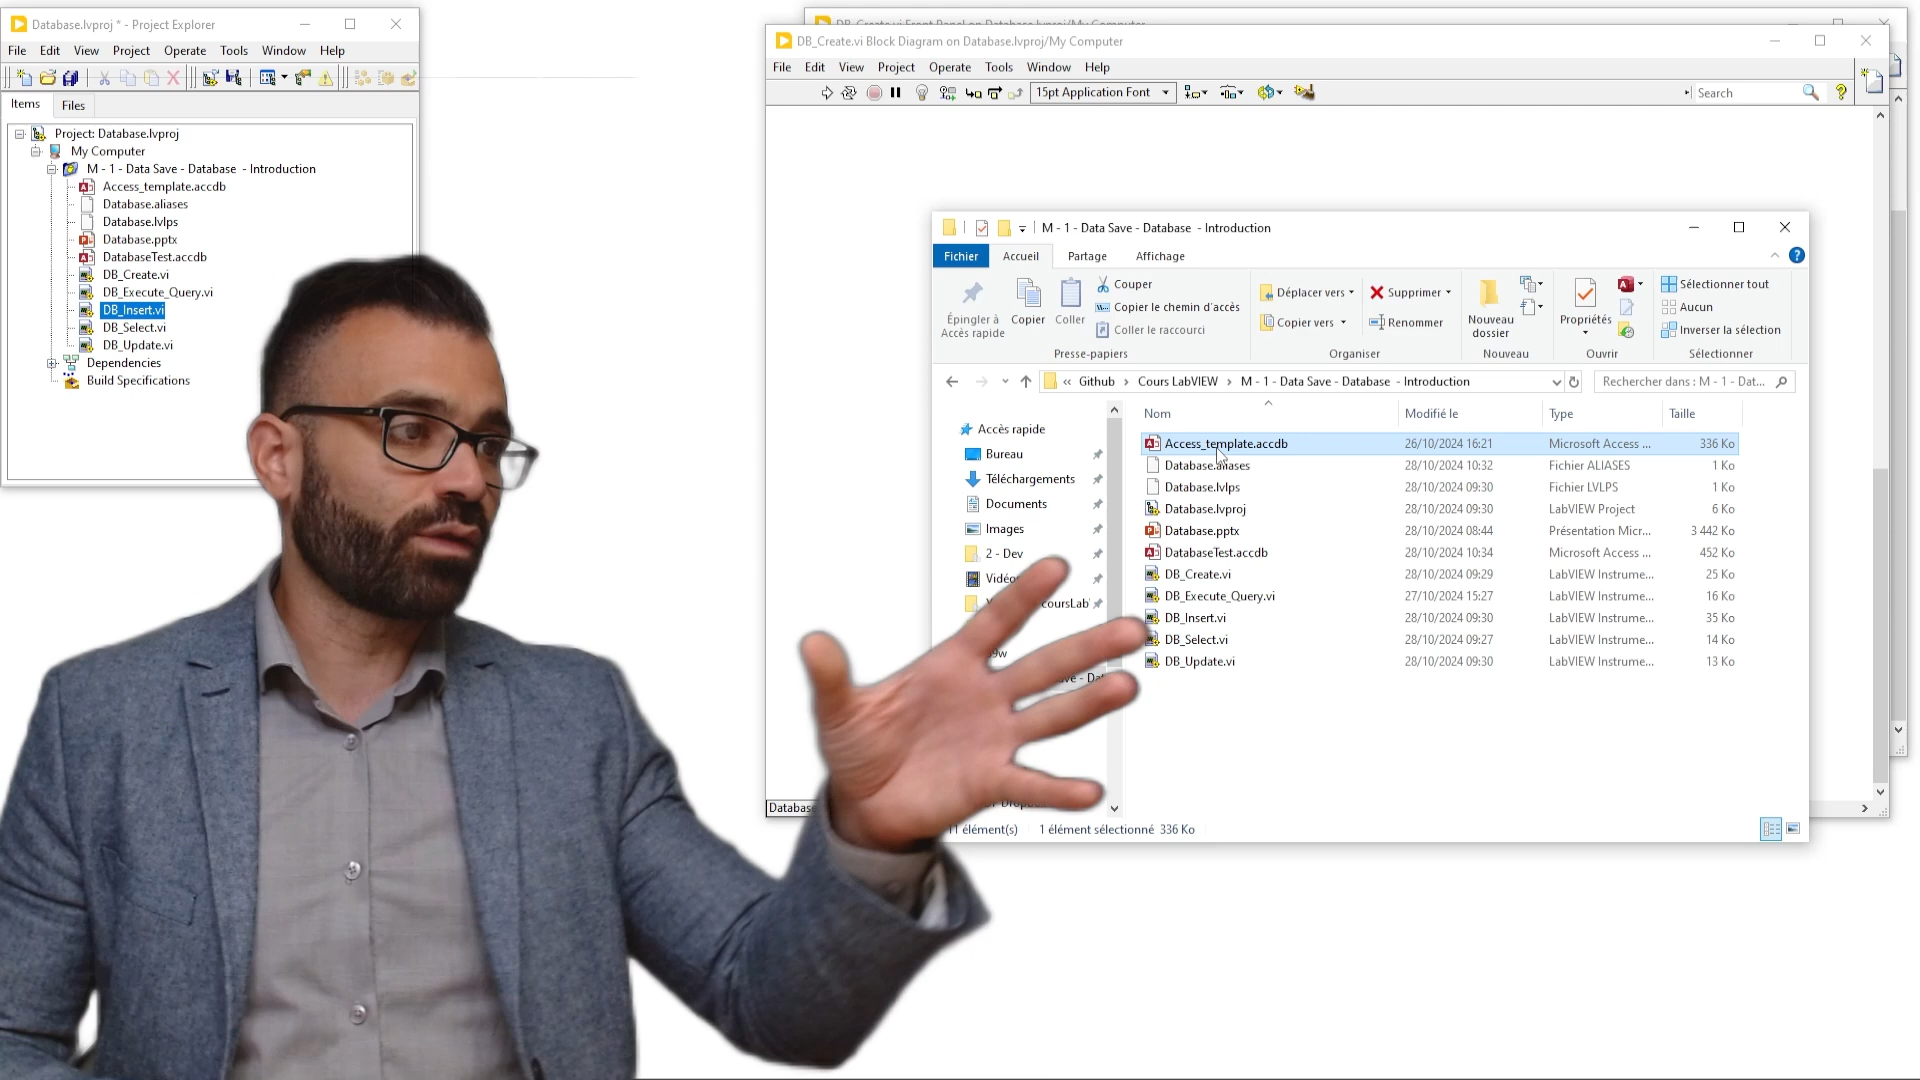 Database.lvproj * - Project Explorer
File Edit View Project Operate Tools Window Help
Items Files
Project: Database.lvproj
My Computer
M - 1 - Data Save - Database - Introduction
Access_template.accdb
Database.aliases
Database.lvlps
Database.pptx
DatabaseTest.accdb
DB_Create.vi
DB_Execute_Query.vi
DB_Insert.vi
DB_Select.vi
DB_Update.vi
Dependencies
Build Specifications
DB_Create.vi Front Panel on Database.lvproj/My Computer
DB_Create.vi Block Diagram on Database.lvproj/My Computer
File Edit View Project Operate Tools Window Help
15pt Application Font Search
M - 1 - Data Save - Database - Introduction
Fichier Accueil Partage Affichage
Épingler à Accès rapide
Copier
Coller
Couper
Copier le chemin d'accès
Coller le raccourci
Presse-papiers
Déplacer vers
Copier vers
Supprimer
Renommer
Organiser
Nouveau dossier
Nouveau
Propriétés
Ouvrir
Sélectionner tout
Aucun
Inverser la sélection
Sélectionner
« Github › Cours LabVIEW › M - 1 - Data Save - Database - Introduction
Rechercher dans : M - 1 - Dat...
Accès rapide
Bureau
Téléchargements
Documents
Images
2 - Dev
Nom Modifié le Type Taille
Access_template.accdb 26/10/2024 16:21 Microsoft Access ... 336 Ko
Database.aliases 28/10/2024 10:32 Fichier ALIASES 1 Ko
Database.lvlps 28/10/2024 09:30 Fichier LVLPS 1 Ko
Database.lvproj 28/10/2024 09:30 LabVIEW Project 6 Ko
Database.pptx 28/10/2024 08:44 Présentation Micr... 3 442 Ko
DatabaseTest.accdb 28/10/2024 10:34 Microsoft Access ... 452 Ko
DB_Create.vi 28/10/2024 09:29 LabVIEW Instrume... 25 Ko
DB_Execute_Query.vi 27/10/2024 15:27 LabVIEW Instrume... 16 Ko
DB_Insert.vi 28/10/2024 09:30 LabVIEW Instrume... 35 Ko
DB_Select.vi 28/10/2024 09:27 LabVIEW Instrume... 14 Ko
DB_Update.vi 28/10/2024 09:30 LabVIEW Instrume... 13 Ko
Database
11 élément(s) 1 élément sélectionné 336 Ko